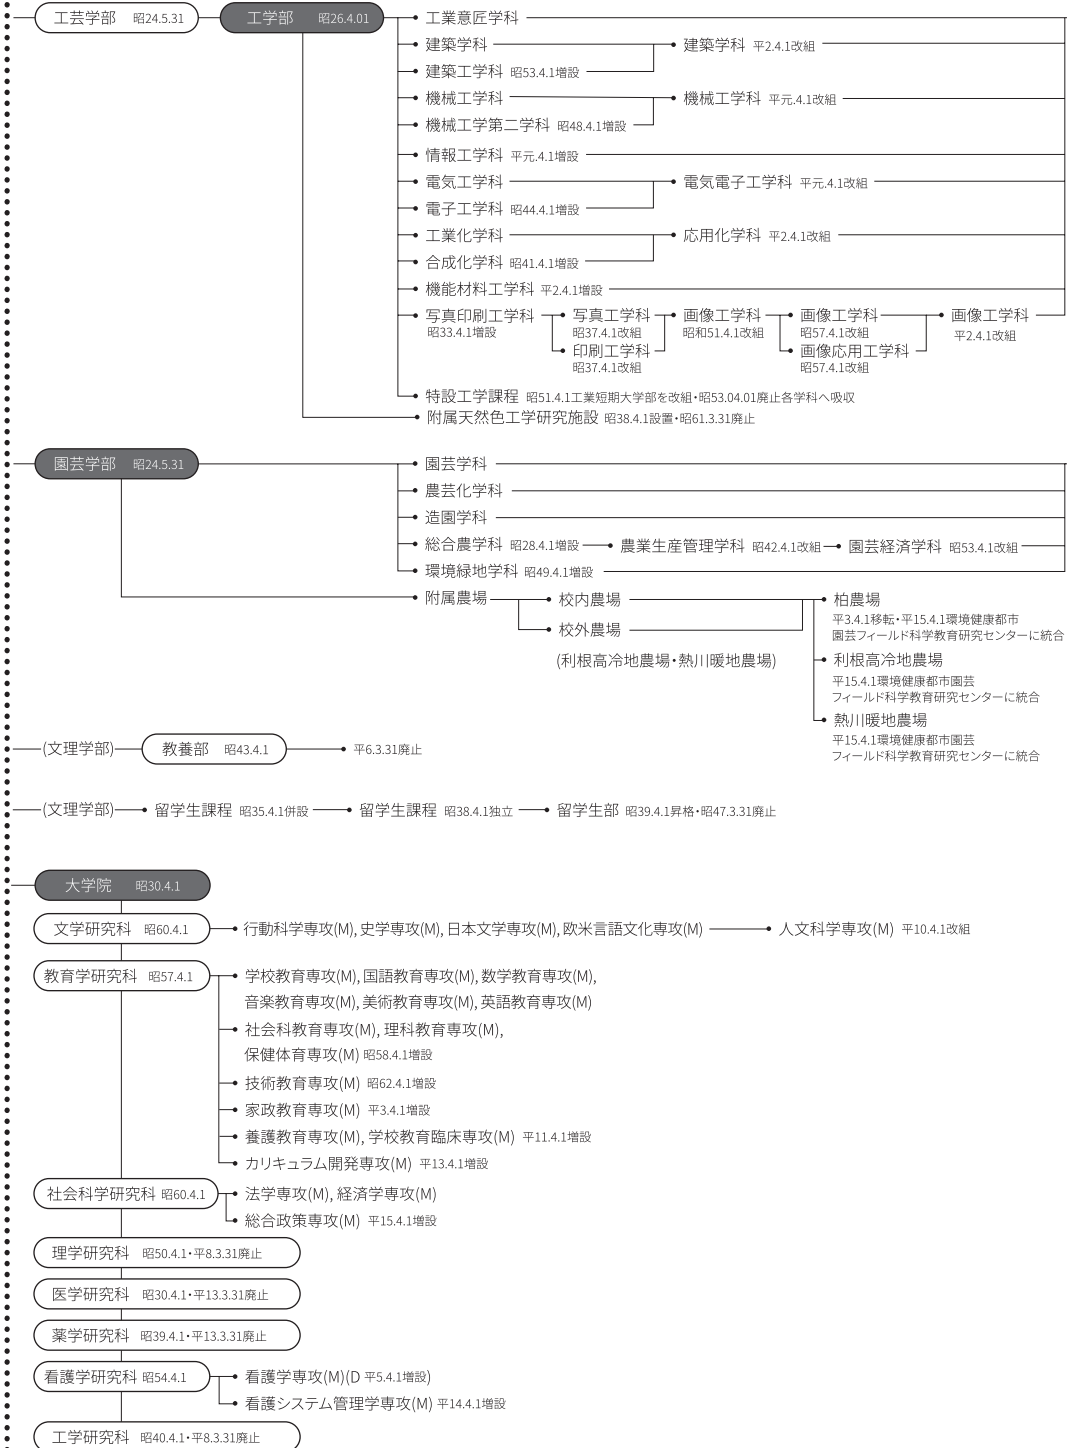 工芸学部 昭24.5.31 工学部 昭26.4.01 工業意匠学科
建築学科 建築学科 平2.4.1改組
建築工学科 昭53.4.1増設
機械工学科 機械工学科 平元.4.1改組
機械工学第二学科 昭48.4.1増設
情報工学科 平元.4.1増設
電気工学科 電気電子工学科 平元.4.1改組
電子工学科 昭44.4.1増設
工業化学科 応用化学科 平2.4.1改組
合成化学科 昭41.4.1増設
機能材料工学科 平2.4.1増設
写真印刷工学科 写真工学科 画像工学科 画像工学科 画像工学科
昭33.4.1増設 昭37.4.1改組 昭和51.4.1改組 昭57.4.1改組 平2.4.1改組
印刷工学科 画像応用工学科
昭37.4.1改組 昭57.4.1改組
特設工学課程 昭51.4.1工業短期大学部を改組・昭53.04.01廃止各学科へ吸収
附属天然色工学研究施設 昭38.4.1設置・昭61.3.31廃止
園芸学部 昭24.5.31 園芸学科
農芸化学科
造園学科
総合農学科 昭28.4.1増設 農業生産管理学科 昭42.4.1改組 園芸経済学科 昭53.4.1改組
環境緑地学科 昭49.4.1増設
附属農場 校内農場 柏農場
平3.4.1移転・平15.4.1環境健康都市
園芸フィールド科学教育研究センターに統合
校外農場
(利根高冷地農場・熱川暖地農場) 利根高冷地農場
平15.4.1環境健康都市園芸
フィールド科学教育研究センターに統合
熱川暖地農場
平15.4.1環境健康都市園芸
フィールド科学教育研究センターに統合
(文理学部) 教養部 昭43.4.1 平6.3.31廃止
(文理学部) 留学生課程 昭35.4.1併設 留学生課程 昭38.4.1独立 留学生部 昭39.4.1昇格・昭47.3.31廃止
大学院 昭30.4.1
文学研究科 昭60.4.1 行動科学専攻(M), 史学専攻(M), 日本文学専攻(M), 欧米言語文化専攻(M) 人文科学専攻(M) 平10.4.1改組
教育学研究科 昭57.4.1 学校教育専攻(M), 国語教育専攻(M), 数学教育専攻(M),
音楽教育専攻(M), 美術教育専攻(M), 英語教育専攻(M)
社会科教育専攻(M), 理科教育専攻(M),
保健体育専攻(M) 昭58.4.1増設
技術教育専攻(M) 昭62.4.1増設
家政教育専攻(M) 平3.4.1増設
養護教育専攻(M), 学校教育臨床専攻(M) 平11.4.1増設
カリキュラム開発専攻(M) 平13.4.1増設
社会科学研究科 昭60.4.1 法学専攻(M), 経済学専攻(M)
総合政策専攻(M) 平15.4.1増設
理学研究科 昭50.4.1・平8.3.31廃止
医学研究科 昭30.4.1・平13.3.31廃止
薬学研究科 昭39.4.1・平13.3.31廃止
看護学研究科 昭54.4.1 看護学専攻(M)(D 平5.4.1増設)
看護システム管理学専攻(M) 平14.4.1増設
工学研究科 昭40.4.1・平8.3.31廃止